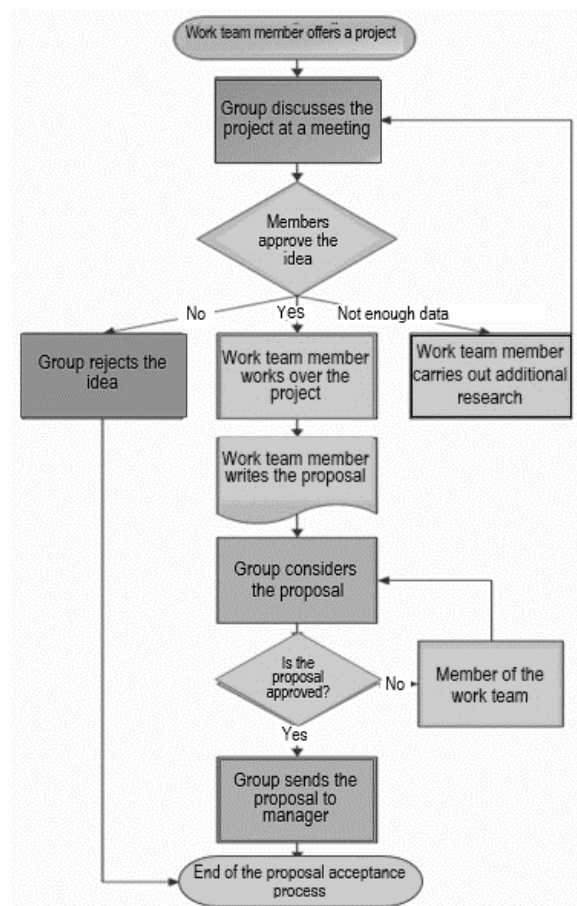 Work team member offers a project
Group discusses the
project at a meeting
Members
approve the
idea
No
Yes
Not enough data
Group rejects the
idea
Work team member
works over the
project
Work team member
carries out additional
research
Work team member
writes the proposal
Group considers
the proposal
Is the
proposal
approved?
No
Member of the
work team
Yes
Group sends the
proposal to
manager
End of the proposal acceptance
process